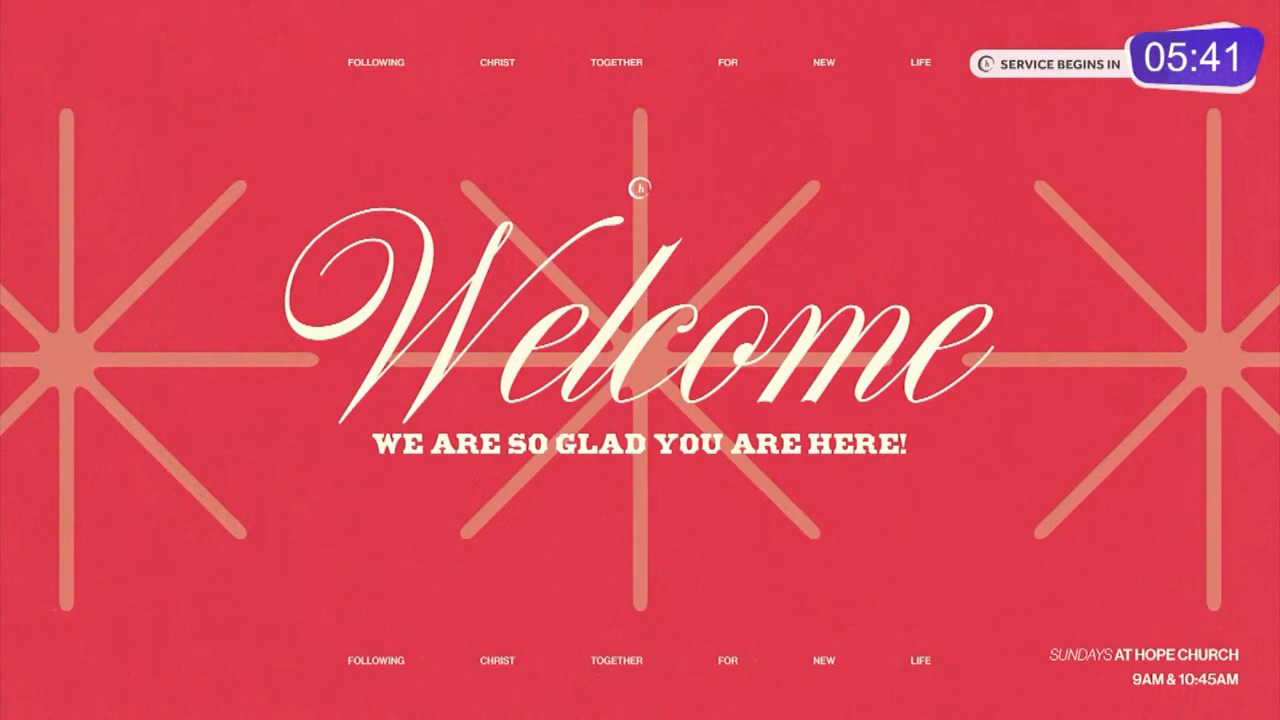 FOLLOWING CHRIST TOGETHER FOR NEW LIFE
SERVICE BEGINS IN 05:41
h
Welcome
WE ARE SO GLAD YOU ARE HERE!
FOLLOWING CHRIST TOGETHER FOR NEW LIFE
SUNDAYS AT HOPE CHURCH
9AM & 10:45AM